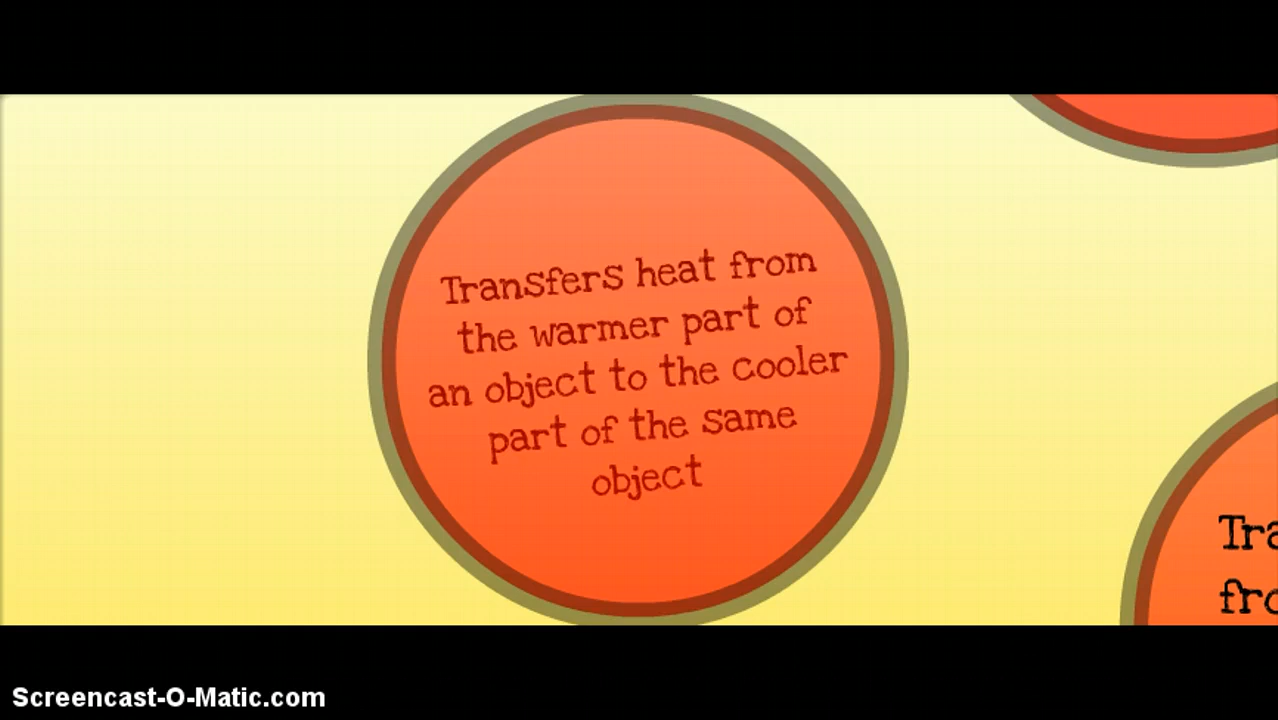 Transfers heat from
the warmer part of
an object to the cooler
part of the same
object
Screencast-O-Matic.com